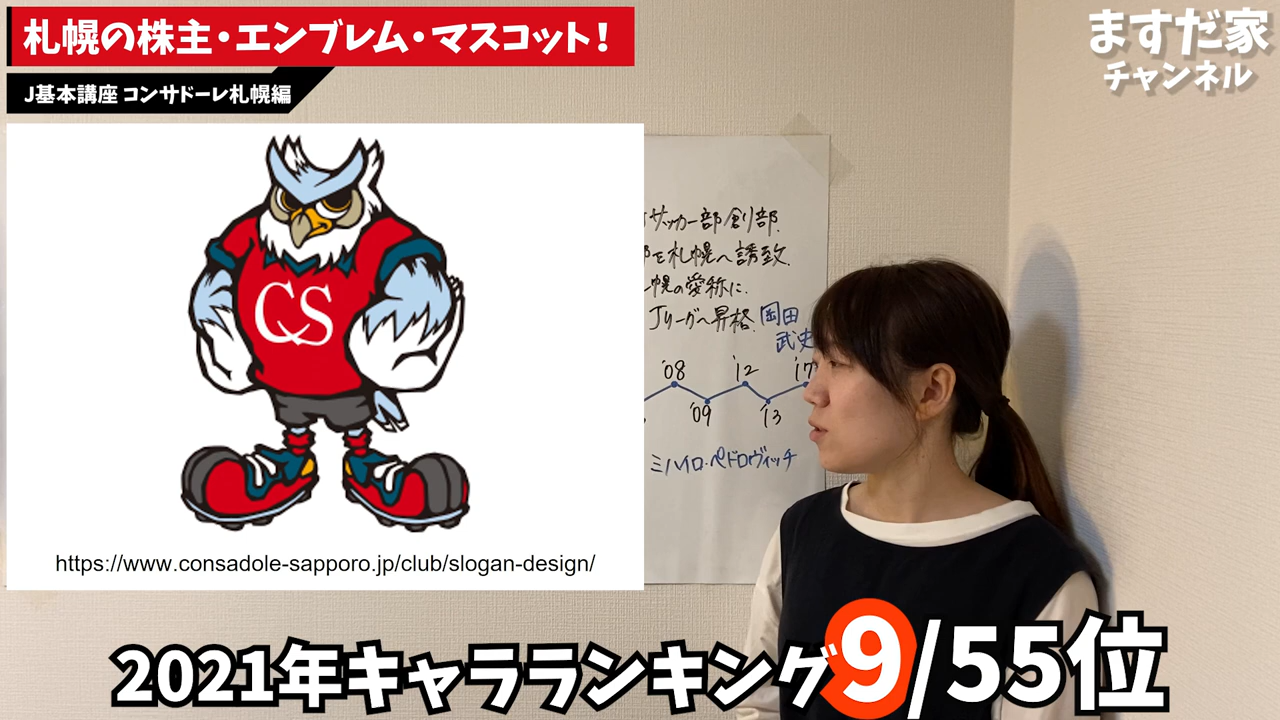 札幌の株主・エンブレム・マスコット！
J基本講座 コンサドーレ札幌編
ますだ家
チャンネル
CS
https://www.consadole-sapporo.jp/club/slogan-design/
サッカー部創部.
を札幌へ誘致.
幌の愛称に.
Jリーグへ昇格.
岡田
武史
'08
'12
'17
'09
'13
ミハイロ・ペドロヴィッチ
2021年キャラランキング9/55位